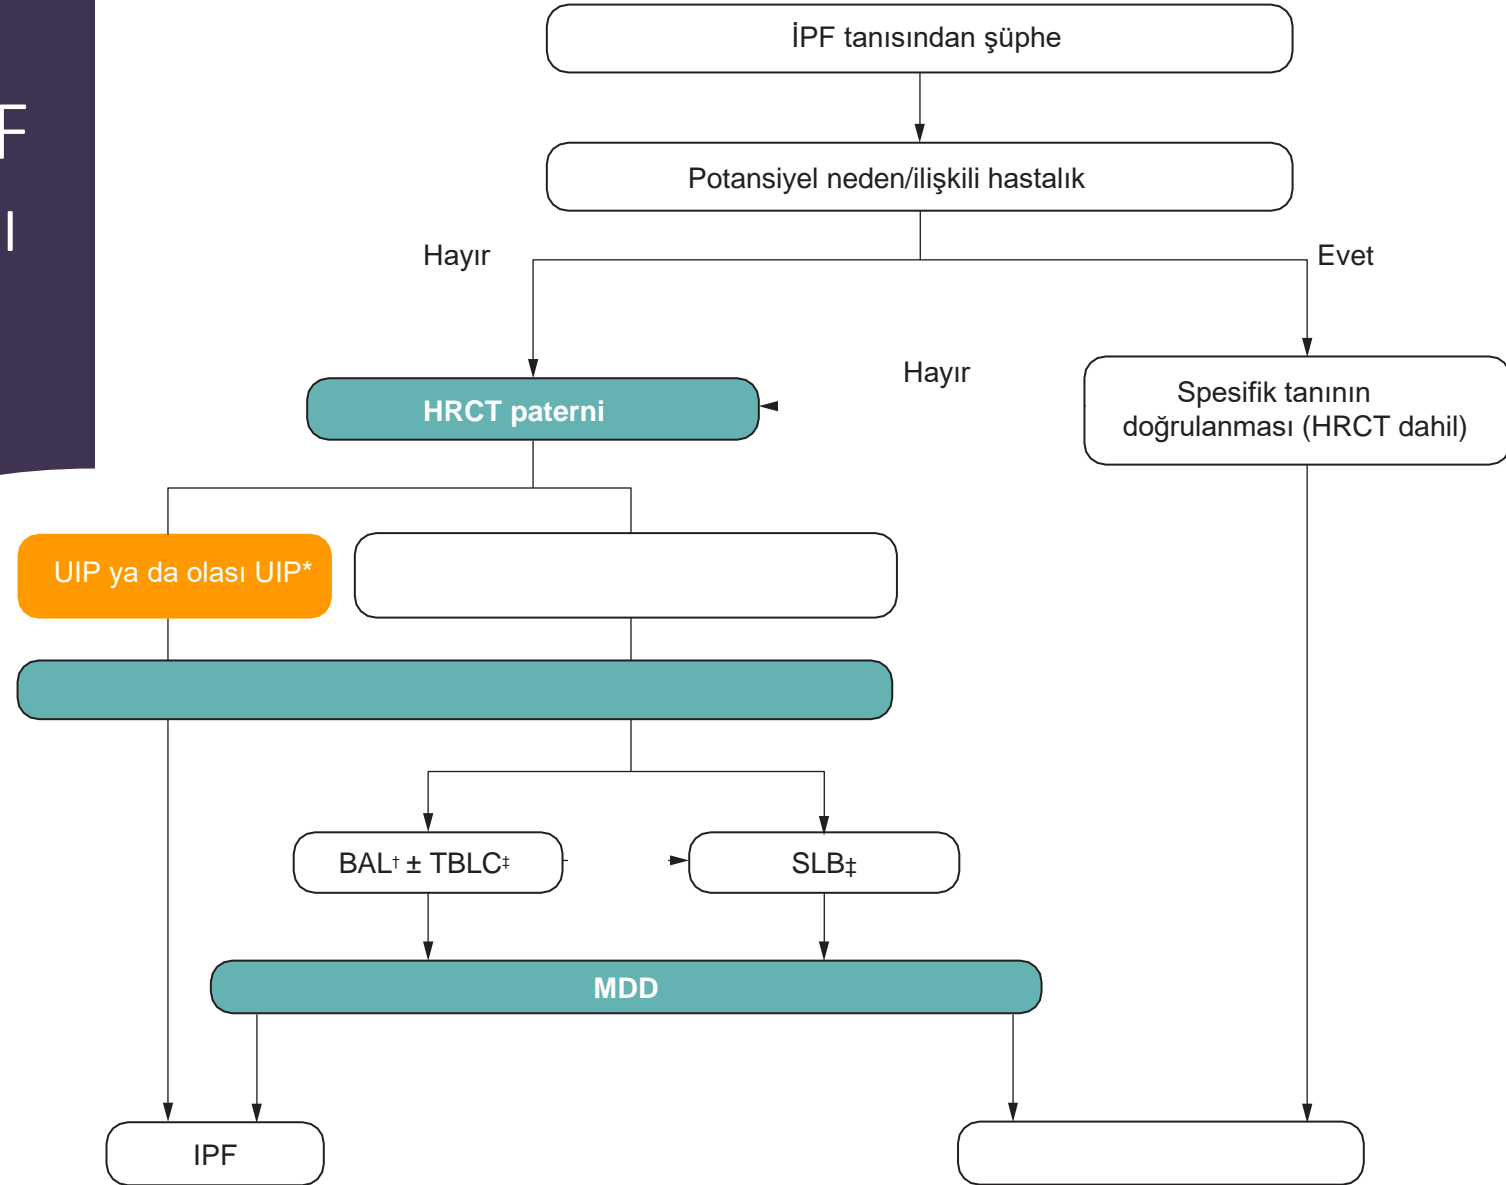 F
I
İPF tanısından şüphe
Potansiyel neden/ilişkili hastalık
Hayır
Evet
Hayır
HRCT paterni
Spesifik tanının
doğrulanması (HRCT dahil)
UIP ya da olası UIP*
BAL† ± TBLC‡
SLB‡
MDD
IPF